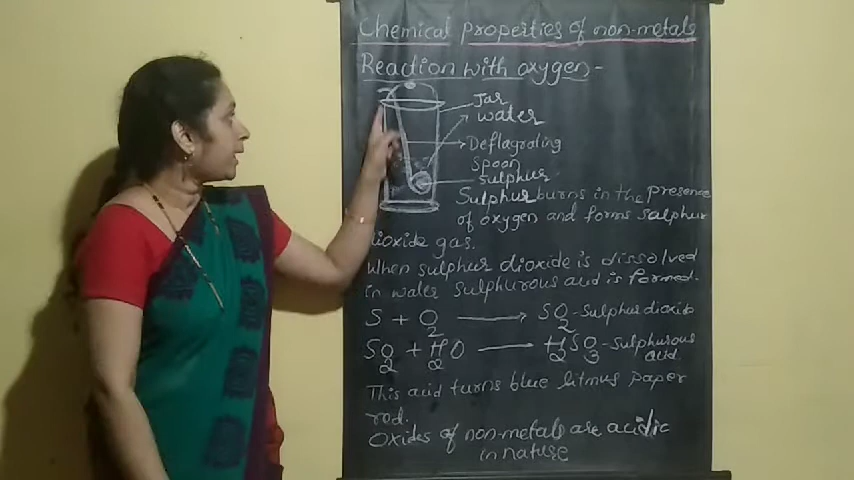 Chemical properties of non-metals
Reaction with oxygen-
Jar
water
Deflagrating
spoon
sulphur
Sulphur burns in the presence
of oxygen and forms sulphur
dioxide gas.
When sulphur dioxide is dissolved
in water sulphurous acid is formed.
S + O2 → SO2 - sulphur dioxide
SO2 + H2O → H2SO3 - sulphurous
acid
This acid turns blue litmus paper
red.
Oxides of non-metals are acidic
in nature